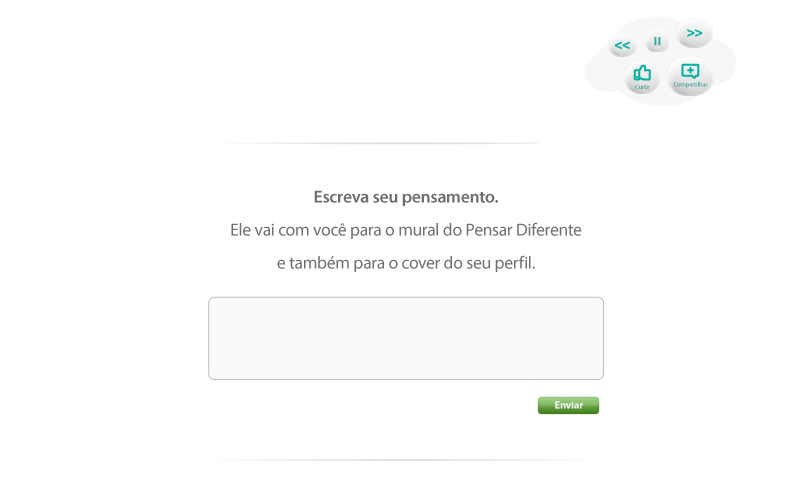 << || >>
Curtir Compartilhar
Escreva seu pensamento.
Ele vai com você para o mural do Pensar Diferente
e também para o cover do seu perfil.
Enviar